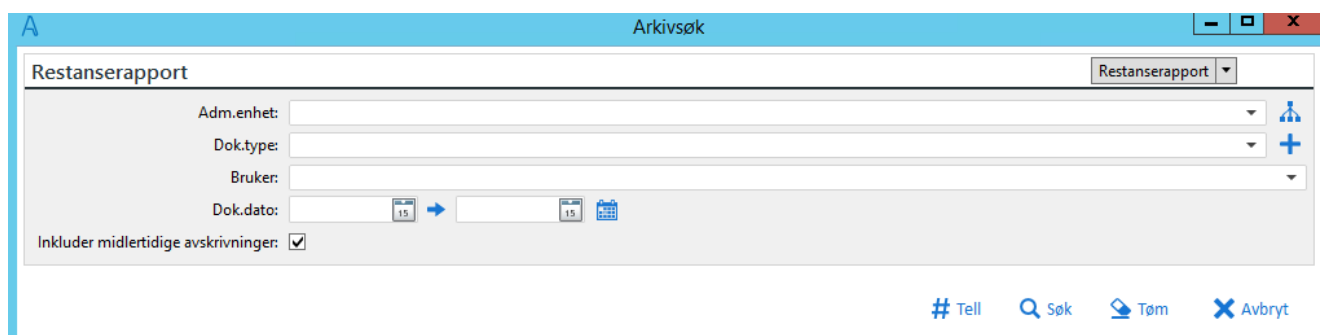 Arkivsøk
Restanserapport Restanserapport
Adm.enhet:
Dok.type:
Bruker:
Dok.dato: 15 15
Inkluder midlertidige avskrivninger:
# Tell Søk Tøm Avbryt